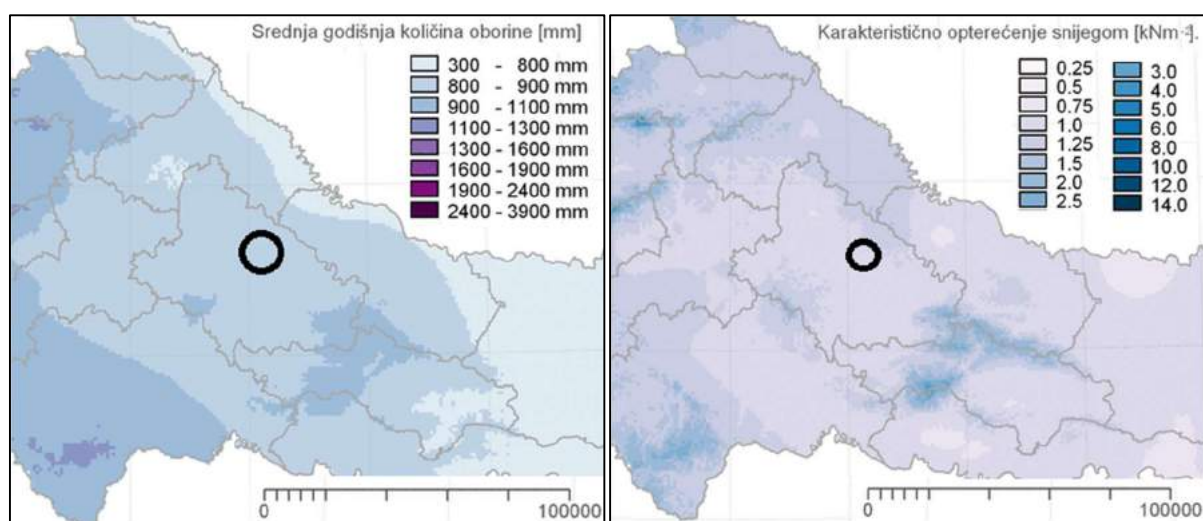 Srednja godišnja količina oborine [mm]
300 - 800 mm
800 - 900 mm
900 - 1100 mm
1100 - 1300 mm
1300 - 1600 mm
1600 - 1900 mm
1900 - 2400 mm
2400 - 3900 mm
0 100000
Karakteristično opterećenje snijegom [kNm⁻²].
0.25 3.0
0.5 4.0
0.75 5.0
1.0 6.0
1.25 8.0
1.5 10.0
2.0 12.0
2.5 14.0
0 100000